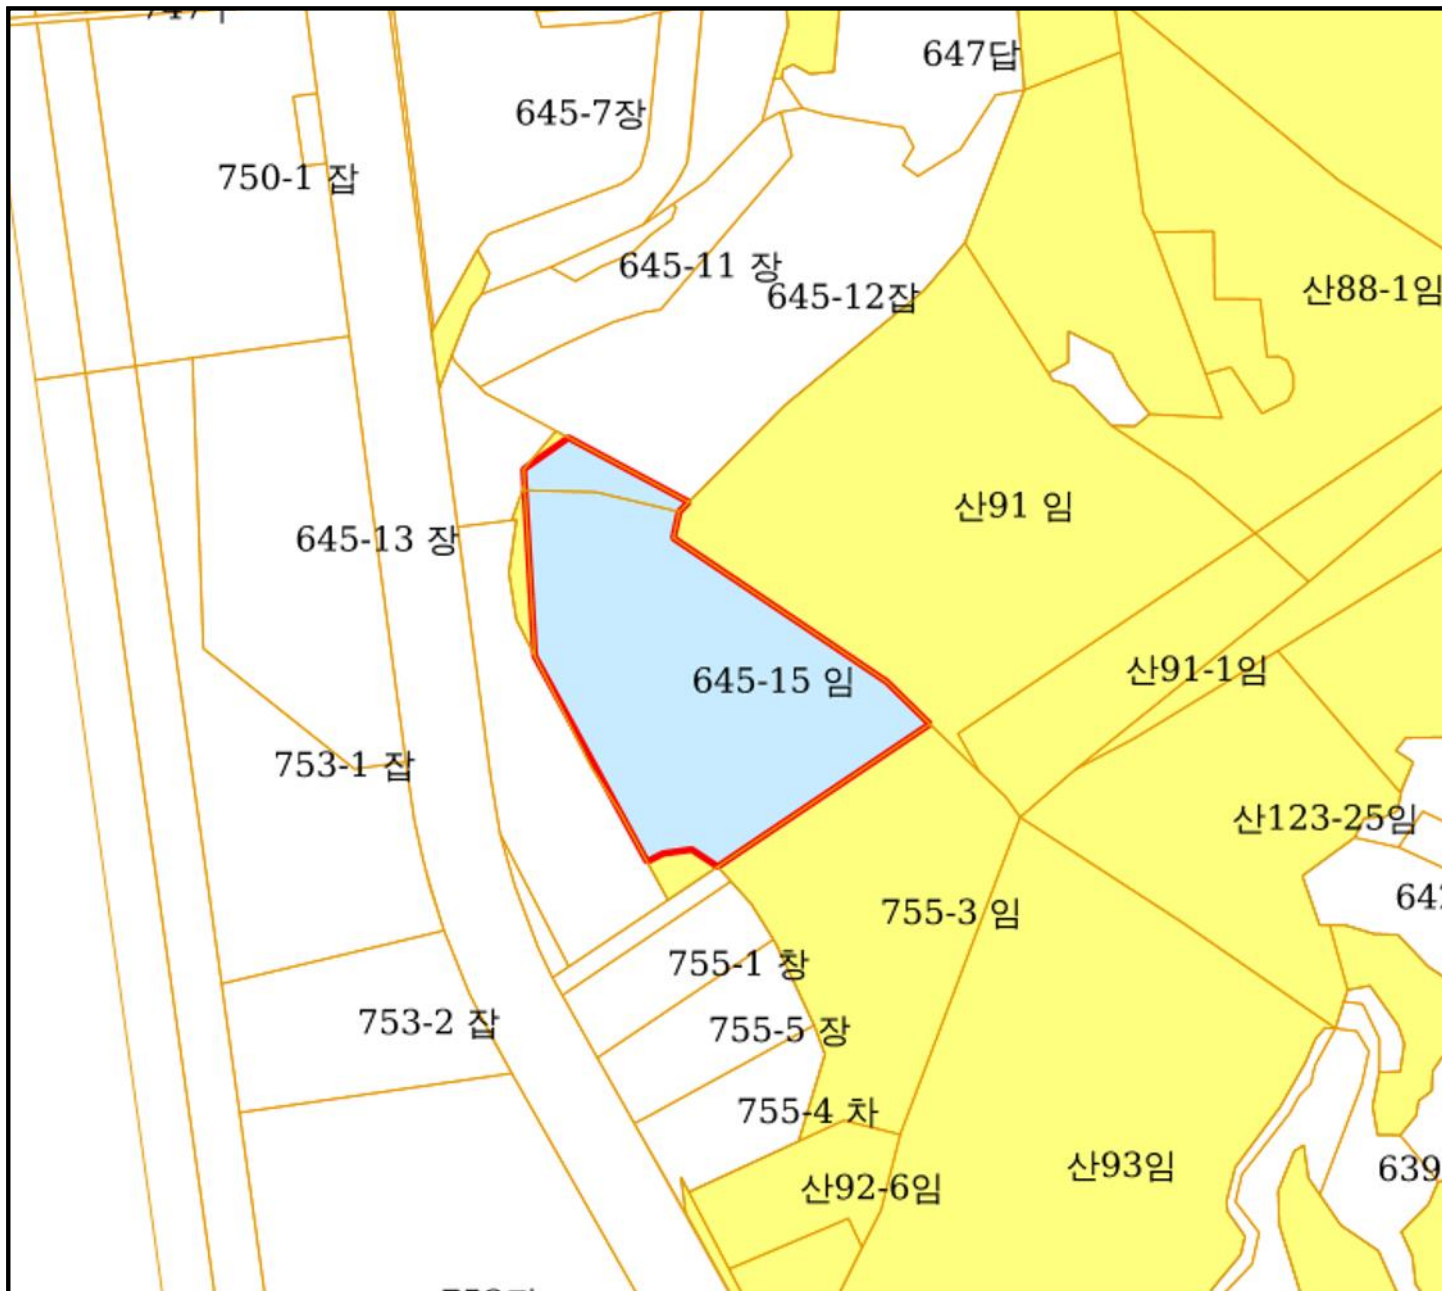 647답
645-7장
750-1 잡
645-11 장
645-12잡
산88-1임
산91 임
645-13 장
산91-1임
645-15 임
753-1 잡
산123-25임
755-3 임
755-1 창
753-2 잡
755-5 장
755-4 차
산93임
639
산92-6임